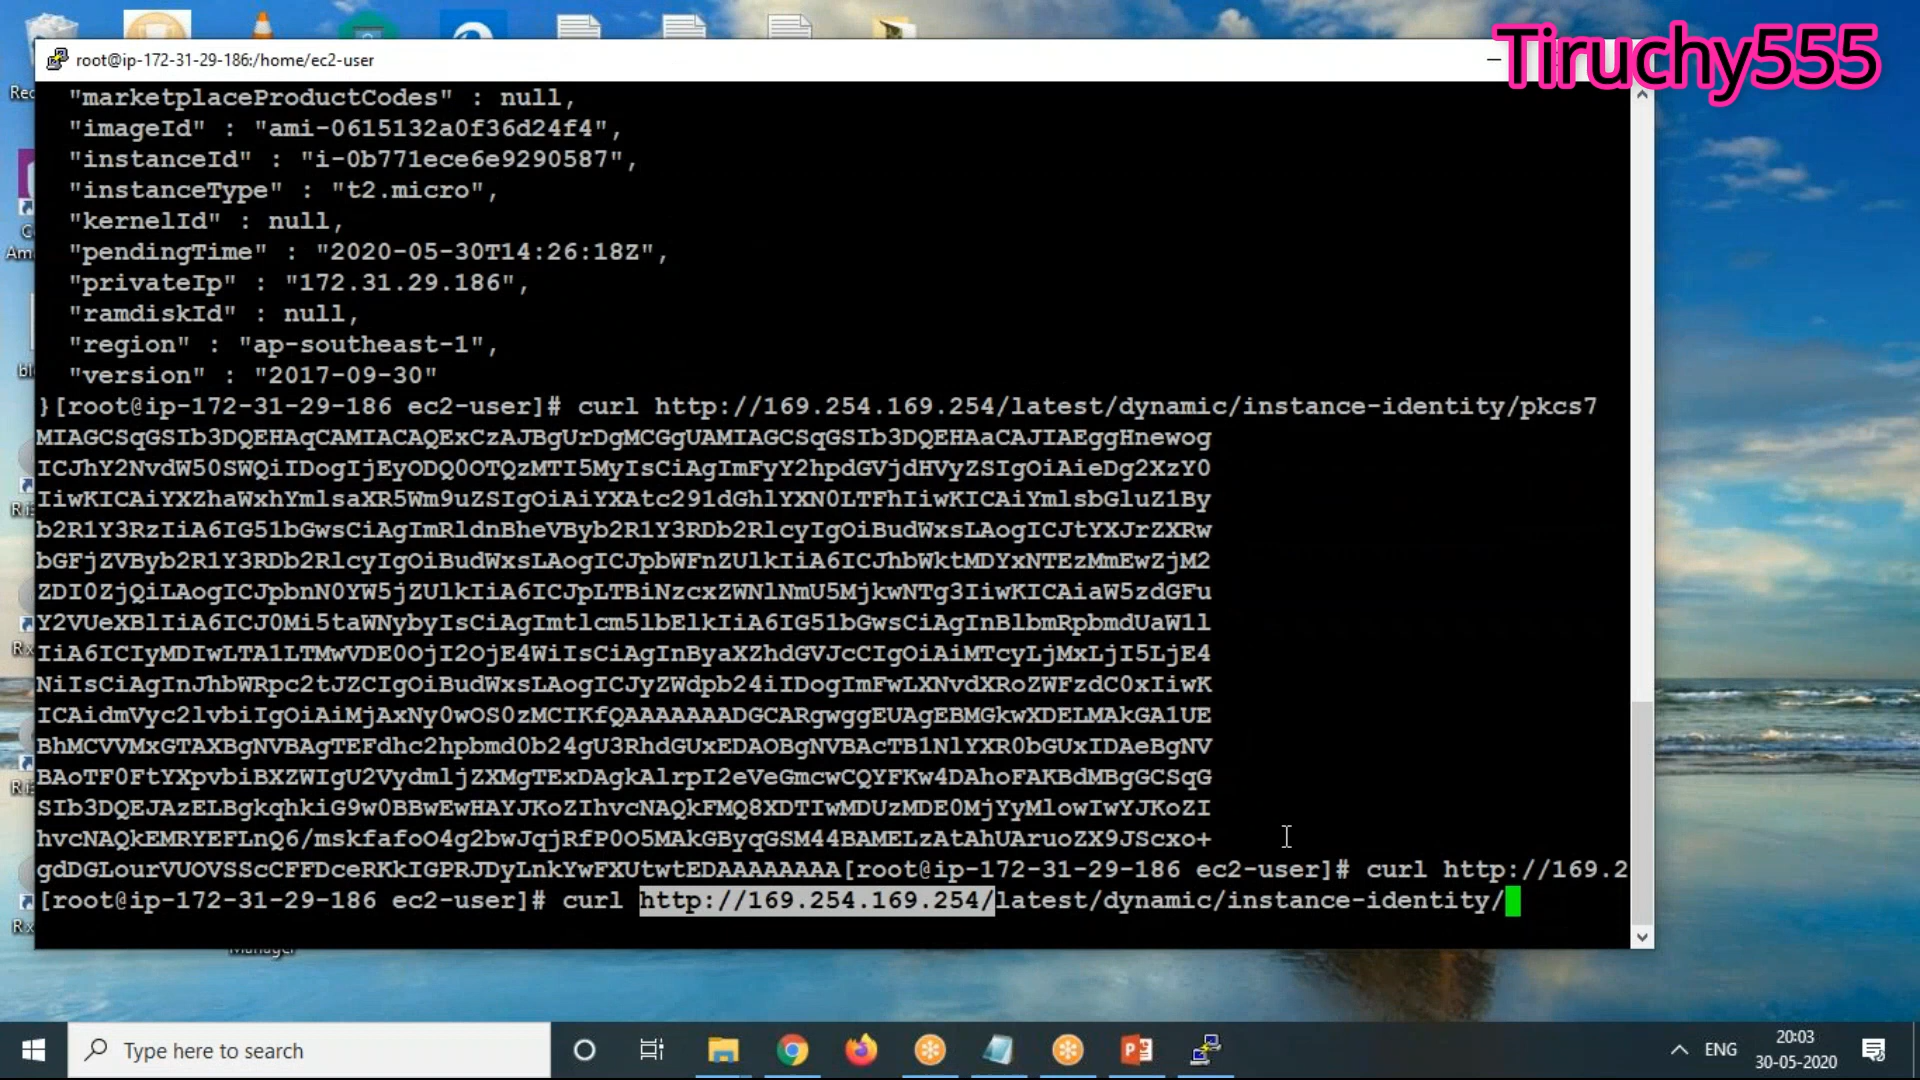 Tiruchy555
root@ip-172-31-29-186:/home/ec2-user
"marketplaceProductCodes" : null,
"imageId" : "ami-0615132a0f36d24f4",
"instanceId" : "i-0b771ece6e9290587",
"instanceType" : "t2.micro",
"kernelId" : null,
"pendingTime" : "2020-05-30T14:26:18Z",
"privateIp" : "172.31.29.186",
"ramdiskId" : null,
"region" : "ap-southeast-1",
"version" : "2017-09-30"
}[root@ip-172-31-29-186 ec2-user]# curl http://169.254.169.254/latest/dynamic/instance-identity/pkcs7
MIAGCSqGSIb3DQEHAqCAMIACAQExCzAJBgUrDgMCGgUAMIAGCSqGSIb3DQEHAaCAJIAEggHnewog
ICJhY2NvdW50SWQiIDogIjEyODQ0OTQzMTI5MyIsCiAgImFyY2hpdGVjdHVyZSIgOiAieDg2XzY0
IiwKICAiYXZhaWxhYmlsaXR5Wm9uZSIgOiAiYXAtc291dGhlYXN0LTFhIiwKICAiYmlsbGluZ1By
b2R1Y3RzIiA6IG51bGwsCiAgImRldnBheVByb2R1Y3RDb2RlcyIgOiBudWxsLAogICJtYXJrZXRw
bGFjZVByb2R1Y3RDb2RlcyIgOiBudWxsLAogICJpbWFnZUlkIiA6ICJhbWktMDYxNTEzMmEwZjM2
ZDI0ZjQiLAogICJpbnN0YW5jZUlkIiA6ICJpLTBiNzcxZWNlNmU5MjkwNTg3IiwKICAiaW5zdGFu
Y2VUeXBlIiA6ICJ0Mi5taWNybyIsCiAgImtlcm5lbElkIiA6IG51bGwsCiAgInBlbmRpbmdUaW1l
IiA6ICIyMDIwLTA1LTMwVDE0OjI2OjE4WiIsCiAgInByaXZhdGVJcCIgOiAiMTcyLjMxLjI5LjE4
NiIsCiAgInJhbWRpc2tJZCIgOiBudWxsLAogICJyZWdpb24iIDogImFwLXNvdXRoZWFzdC0xIiwK
ICAidmVyc2lvbiIgOiAiMjAxNy0wOS0zMCIKfQAAAAAAADGCARgwggEUAgEBMGkwXDELMAkGA1UE
BhMCVVMxGTAXBgNVBAgTEFdhc2hpbmd0b24gU3RhdGUxEDAOBgNVBAcTB1NlYXR0bGUxIDAeBgNV
BAoTF0FtYXpvbiBXZWIgU2VydmljZXMgTExDAgkAlrpI2eVeGmcwCQYFKw4DAhoFAKBdMBgGCSqG
SIb3DQEJAzELBgkqhkiG9w0BBwEwHAYJKoZIhvcNAQkFMQ8XDTIwMDUzMDE0MjYyMlowIwYJKoZI
hvcNAQkEMRYEFLnQ6/mskfafoO4g2bwJqjRfP0O5MAkGByqGSM44BAMELzAtAhUAruoZX9JScxo+
gdDGLourVUOVSScCFFDceRKkIGPRJDyLnkYwFXUtwtEDAAAAAAAA[root@ip-172-31-29-186 ec2-user]# curl http://169.2
[root@ip-172-31-29-186 ec2-user]# curl http://169.254.169.254/latest/dynamic/instance-identity/
Manager
Type here to search
ENG
20:03
30-05-2020